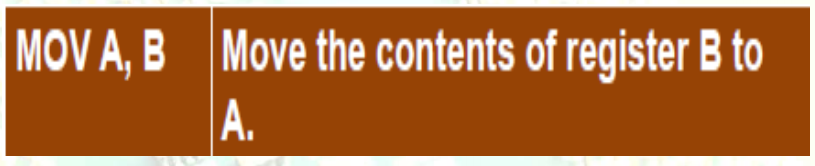 MOV A, B
Move the contents of register B to
A.